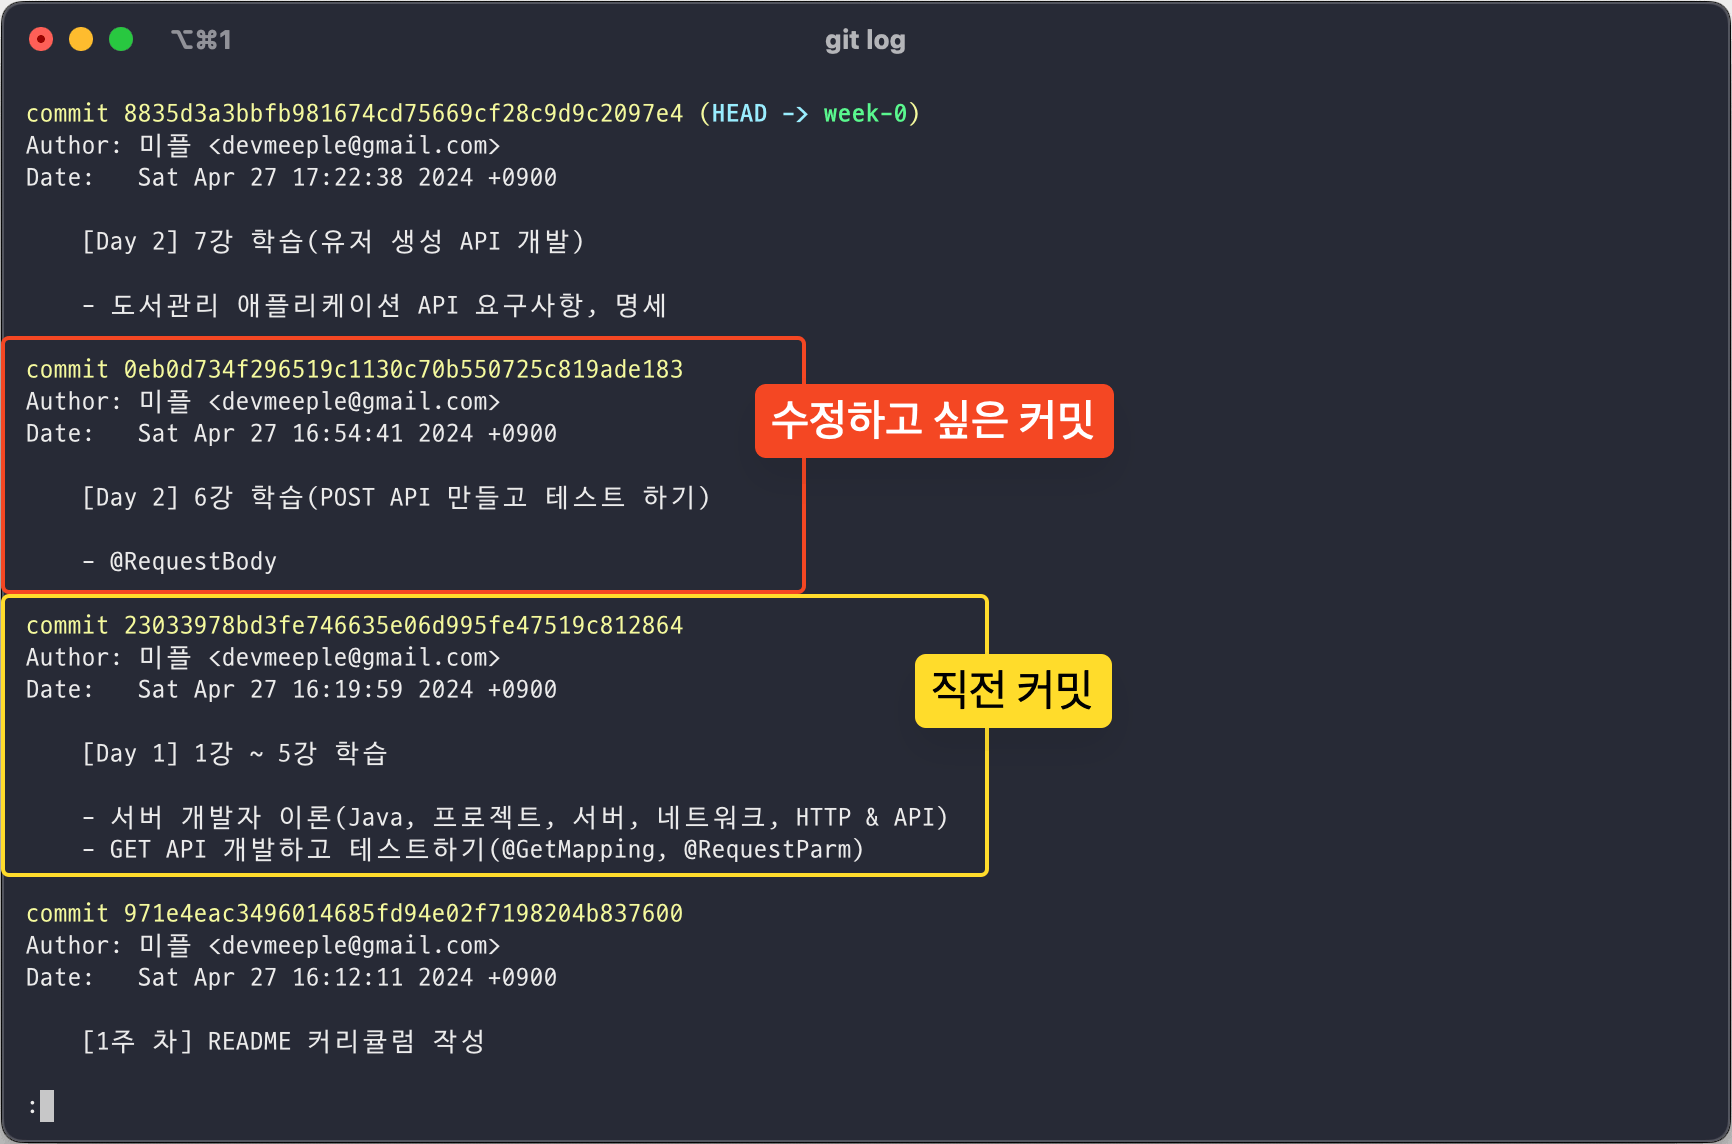 ⌥⌘1
git log
commit 8835d3a3bbfb981674cd75669cf28c9d9c2097e4 (HEAD -> week-0)
Author: 미플 <devmeeple@gmail.com>
Date:   Sat Apr 27 17:22:38 2024 +0900
[Day 2] 7강 학습(유저 생성 API 개발)
- 도서관리 애플리케이션 API 요구사항, 명세
commit 0eb0d734f296519c1130c70b550725c819ade183
Author: 미플 <devmeeple@gmail.com>
수정하고 싶은 커밋
Date:   Sat Apr 27 16:54:41 2024 +0900
[Day 2] 6강 학습(POST API 만들고 테스트 하기)
- @RequestBody
commit 23033978bd3fe746635e06d995fe47519c812864
Author: 미플 <devmeeple@gmail.com>
Date:   Sat Apr 27 16:19:59 2024 +0900
직전 커밋
[Day 1] 1강 ~ 5강 학습
- 서버 개발자 이론(Java, 프로젝트, 서버, 네트워크, HTTP & API)
- GET API 개발하고 테스트하기(@GetMapping, @RequestParm)
commit 971e4eac3496014685fd94e02f7198204b837600
Author: 미플 <devmeeple@gmail.com>
Date:   Sat Apr 27 16:12:11 2024 +0900
[1주 차] README 커리큘럼 작성
: